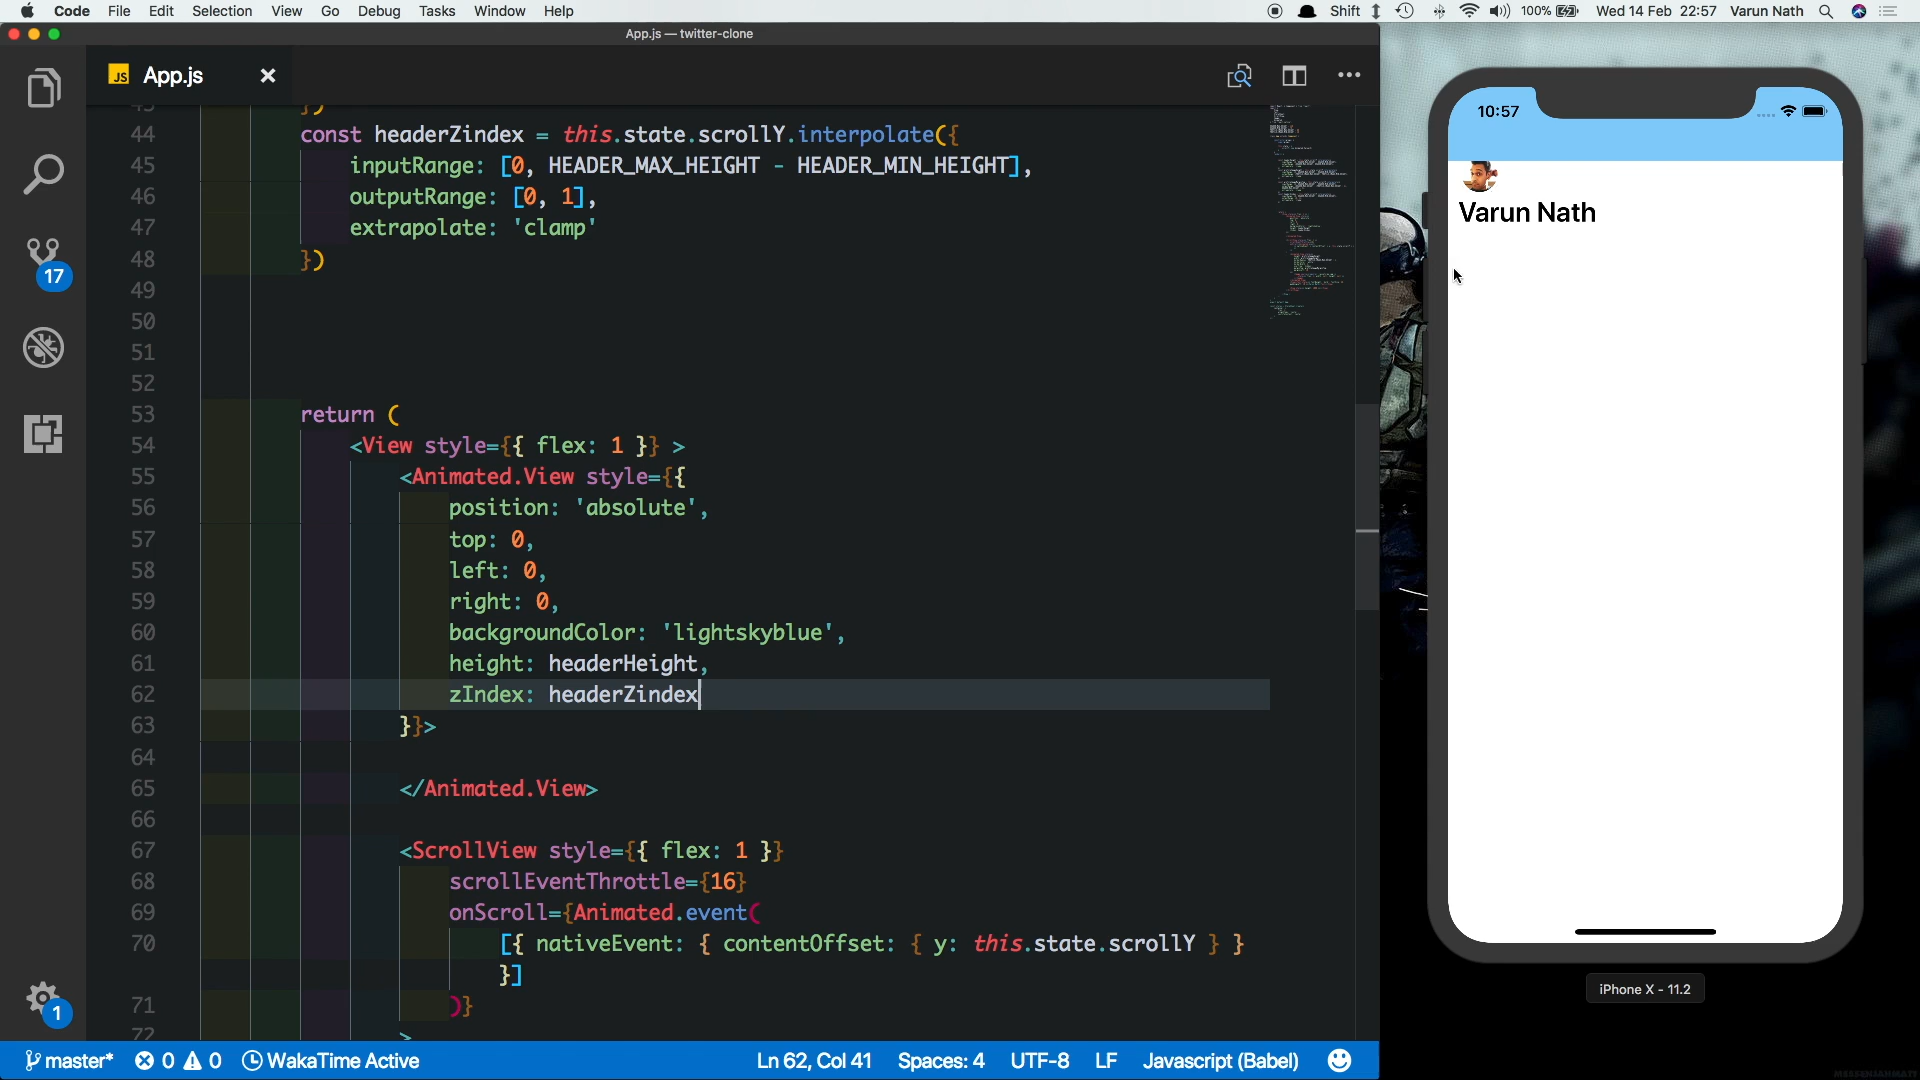 Code File Edit Selection View Go Debug Tasks Window Help Shift 100% Wed 14 Feb 22:57 Varun Nath
App.js — twitter-clone
JS App.js
43 })
44 const headerZindex = this.state.scrollY.interpolate({
45 inputRange: [0, HEADER_MAX_HEIGHT - HEADER_MIN_HEIGHT],
46 outputRange: [0, 1],
47 extrapolate: 'clamp'
48 })
49
50
51
52
53 return (
54 <View style={{ flex: 1 }} >
55 <Animated.View style={{
56 position: 'absolute',
57 top: 0,
58 left: 0,
59 right: 0,
60 backgroundColor: 'lightskyblue',
61 height: headerHeight,
62 zIndex: headerZindex
63 }}>
64
65 </Animated.View>
66
67 <ScrollView style={{ flex: 1 }}
68 scrollEventThrottle={16}
69 onScroll={Animated.event(
70 [{ nativeEvent: { contentOffset: { y: this.state.scrollY } }
}]
71 )}
72 >
17
1
master* 0 0 WakaTime Active Ln 62, Col 41 Spaces: 4 UTF-8 LF Javascript (Babel)
10:57
Varun Nath
iPhone X - 11.2